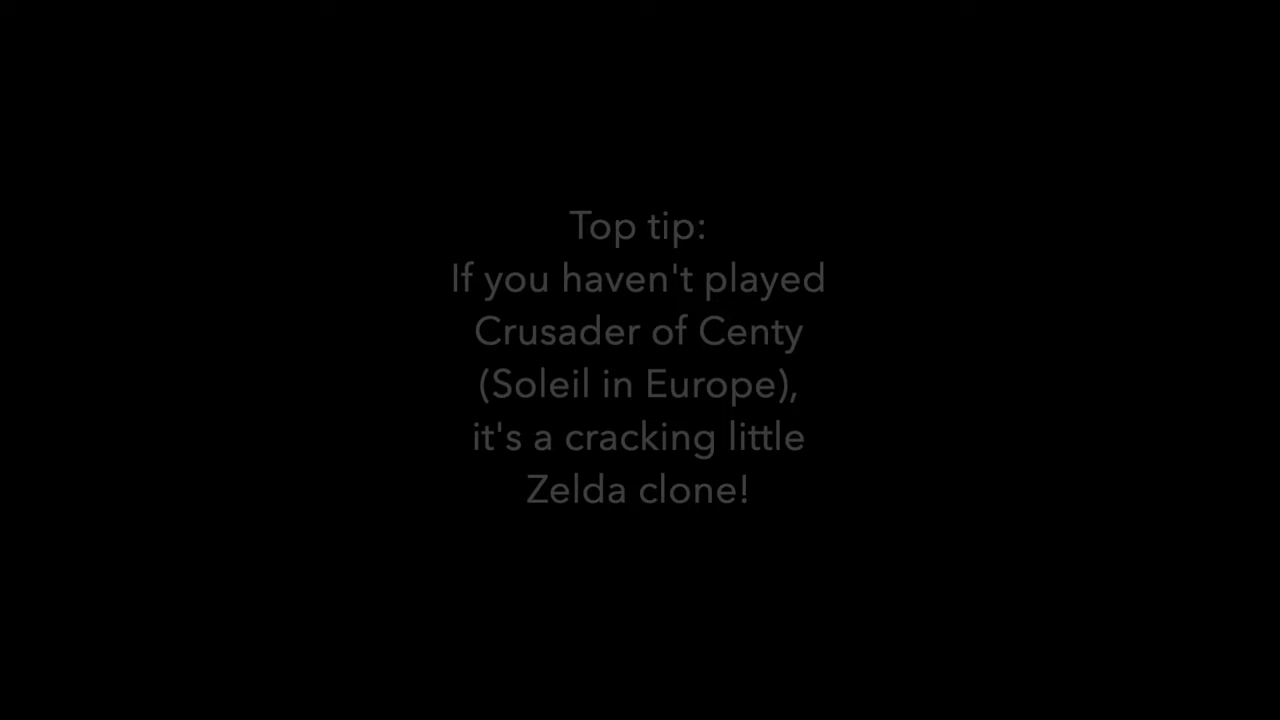 Top tip:
If you haven't played
Crusader of Centy
(Soleil in Europe),
it's a cracking little
Zelda clone!